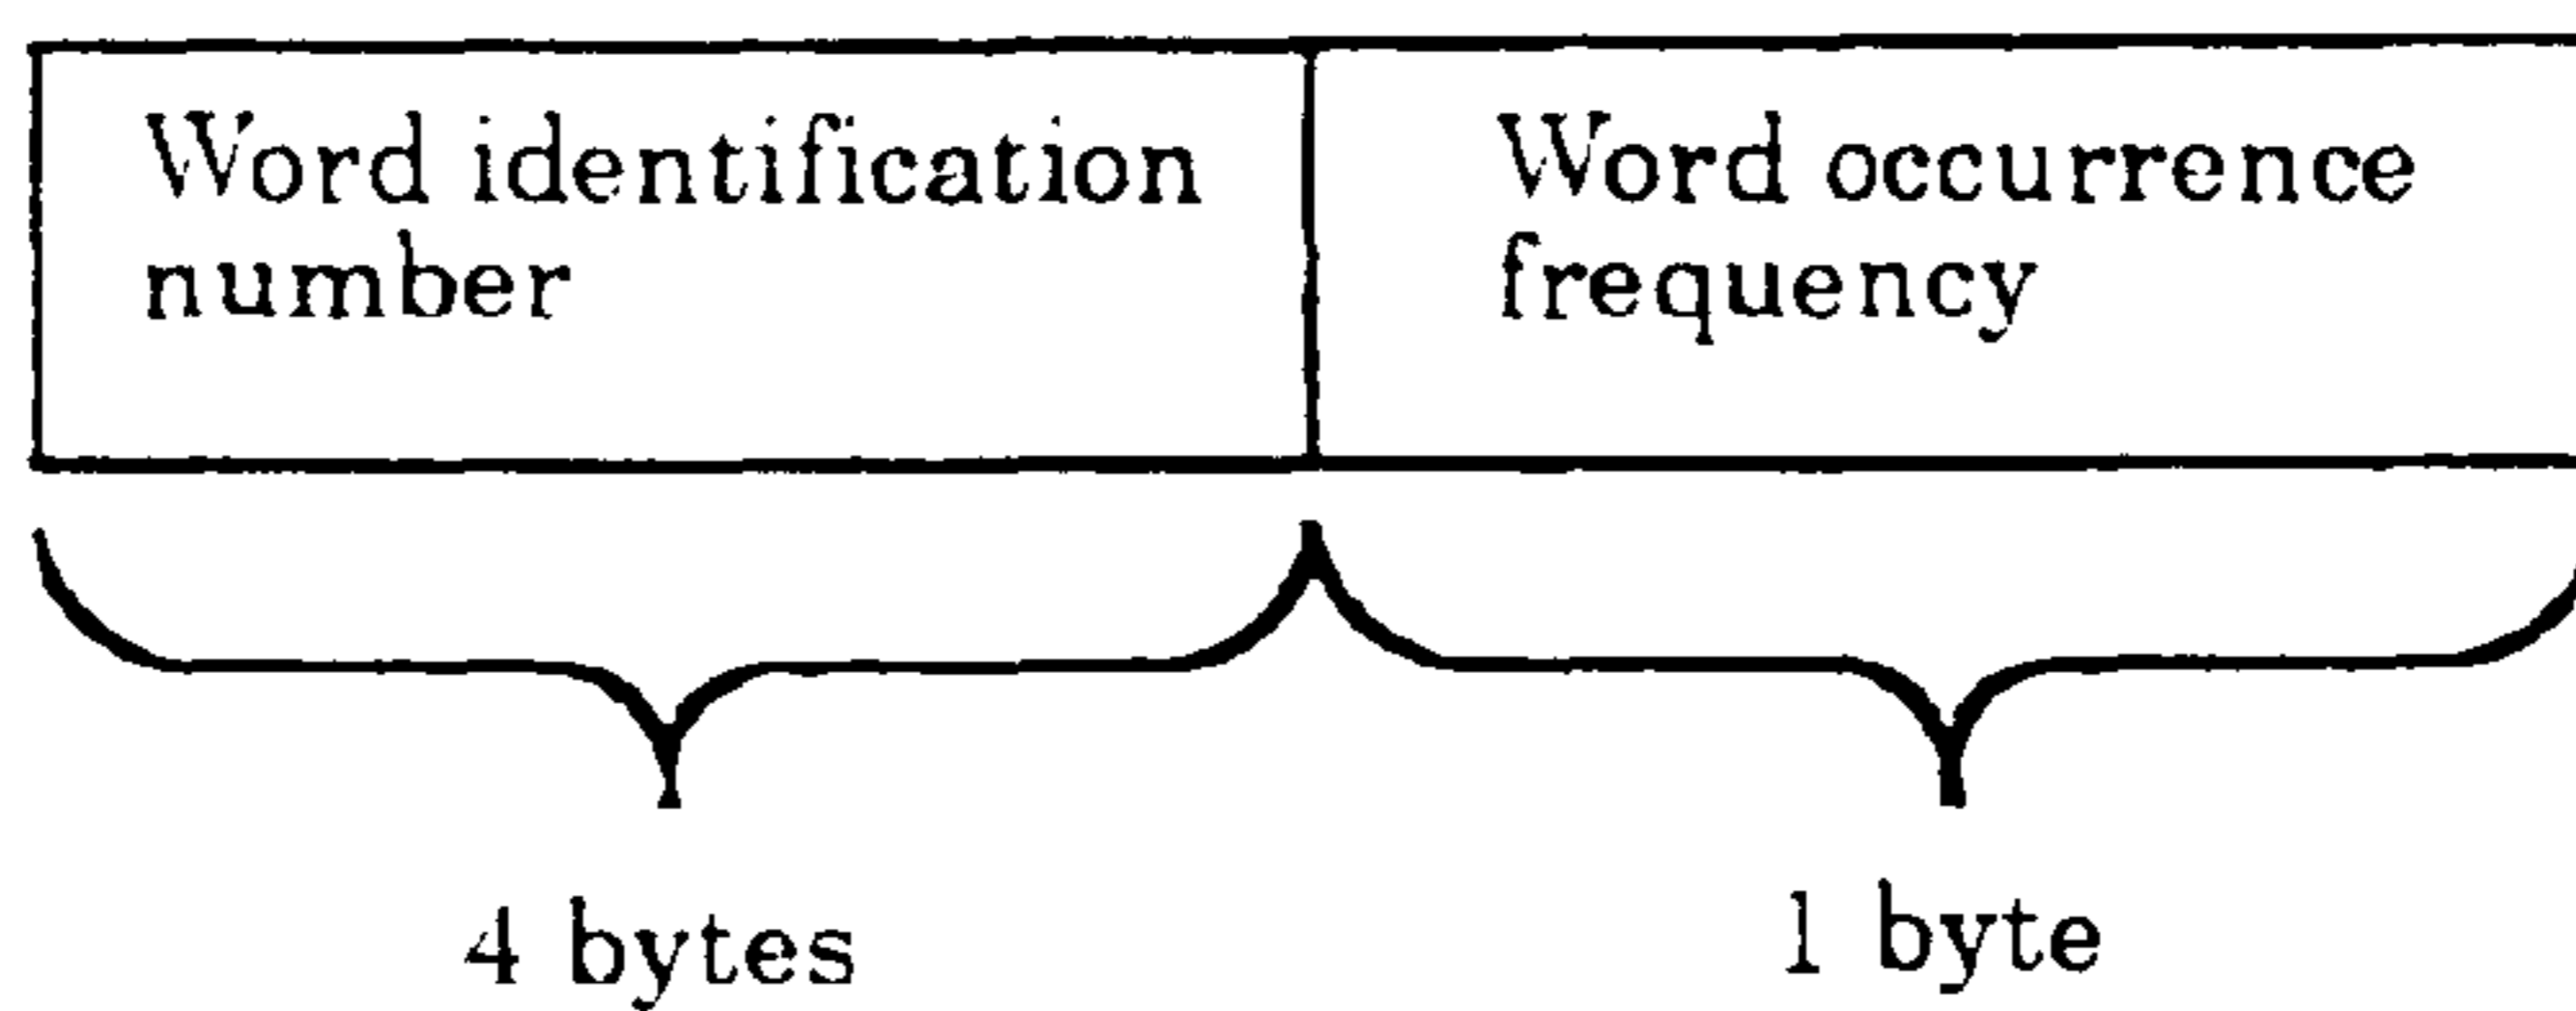 Word identification
number
Word occurrence
frequency
4 bytes
1 byte